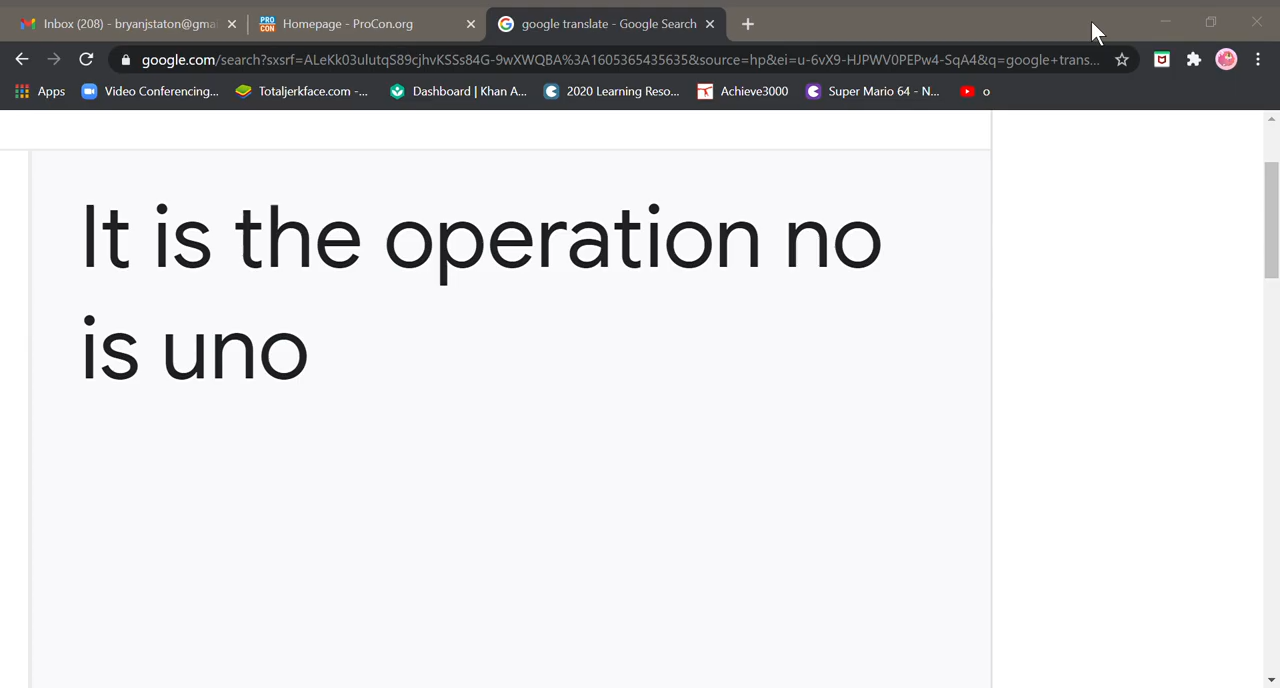 Inbox (208) - bryanjstaton@gma
Homepage - ProCon.org
google translate - Google Search
google.com/search?sxsrf=ALeKk03ulutqS89cjhvKSSs84G-9wXWQBA%3A1605365435635&source=hp&ei=u-6vX9-HJPWV0PEPw4-SqA4&q=google+trans...
Apps
Video Conferencing...
Totaljerkface.com -...
Dashboard | Khan A...
2020 Learning Reso...
Achieve3000
Super Mario 64 - N...
o
It is the operation no
is uno